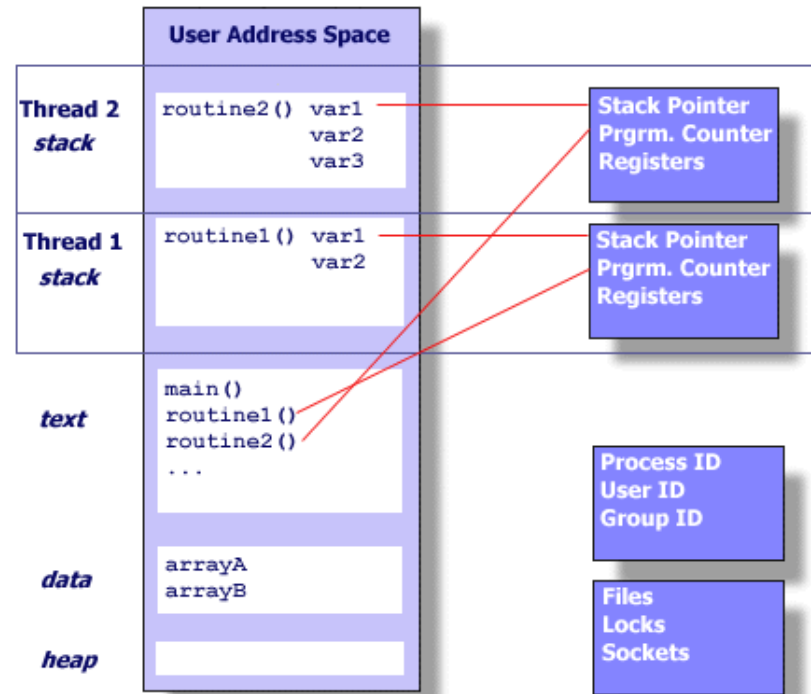 User Address Space
Thread 2
stack
routine2() var1
var2
var3
Stack Pointer
Prgrm. Counter
Registers
Thread 1
stack
routine1() var1
var2
Stack Pointer
Prgrm. Counter
Registers
text
main()
routine1()
routine2()
...
Process ID
User ID
Group ID
data
arrayA
arrayB
Files
Locks
Sockets
heap